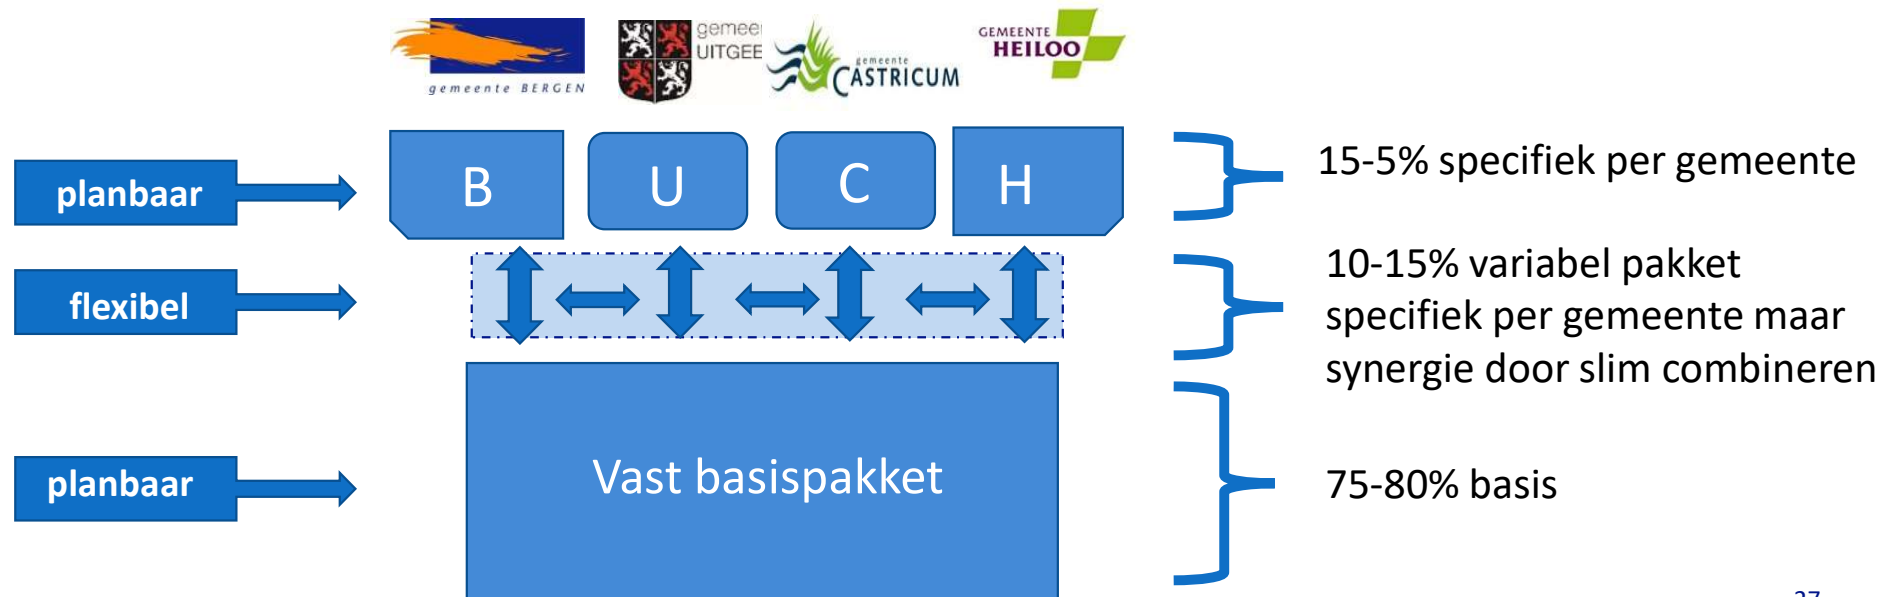 gemeente BERGEN
gemee
UITGEE
gemeente
CASTRICUM
GEMEENTE
HEILOO
planbaar
B
U
C
H
15-5% specifiek per gemeente
flexibel
10-15% variabel pakket
specifiek per gemeente maar
synergie door slim combineren
planbaar
Vast basispakket
75-80% basis